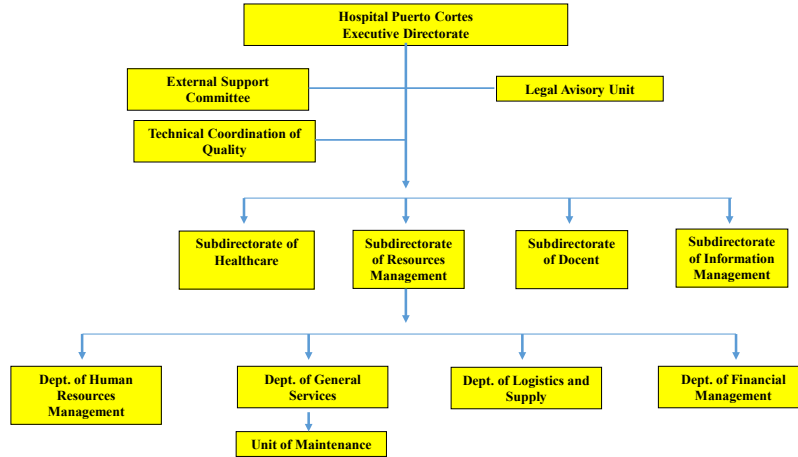 Hospital Puerto Cortes
Executive Directorate
External Support
Committee
Legal Avisory Unit
Technical Coordination of
Quality
Subdirectorate of
Healthcare
Subdirectorate
of Resources
Management
Subdirectorate
of Docent
Subdirectorate
of Information
Management
Dept. of Human
Resources
Management
Dept. of General
Services
Dept. of Logistics and
Supply
Dept. of Financial
Management
Unit of Maintenance